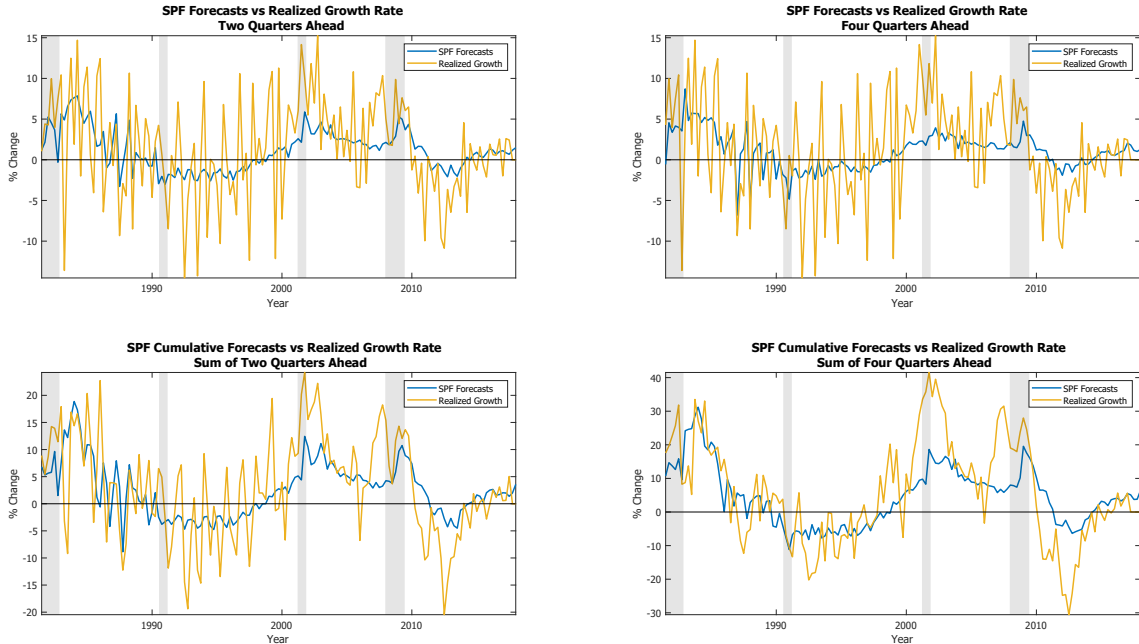 SPF Forecasts vs Realized Growth Rate
Two Quarters Ahead
15
10
5
0
-5
-10
% Change
1990
2000
2010
Year
SPF Forecasts
Realized Growth
SPF Forecasts vs Realized Growth Rate
Four Quarters Ahead
15
10
5
0
-5
-10
% Change
1990
2000
2010
Year
SPF Forecasts
Realized Growth
SPF Cumulative Forecasts vs Realized Growth Rate
Sum of Two Quarters Ahead
20
15
10
5
0
-5
-10
-15
-20
% Change
1990
2000
2010
Year
SPF Forecasts
Realized Growth
SPF Cumulative Forecasts vs Realized Growth Rate
Sum of Four Quarters Ahead
40
30
20
10
0
-10
-20
-30
% Change
1990
2000
2010
Year
SPF Forecasts
Realized Growth